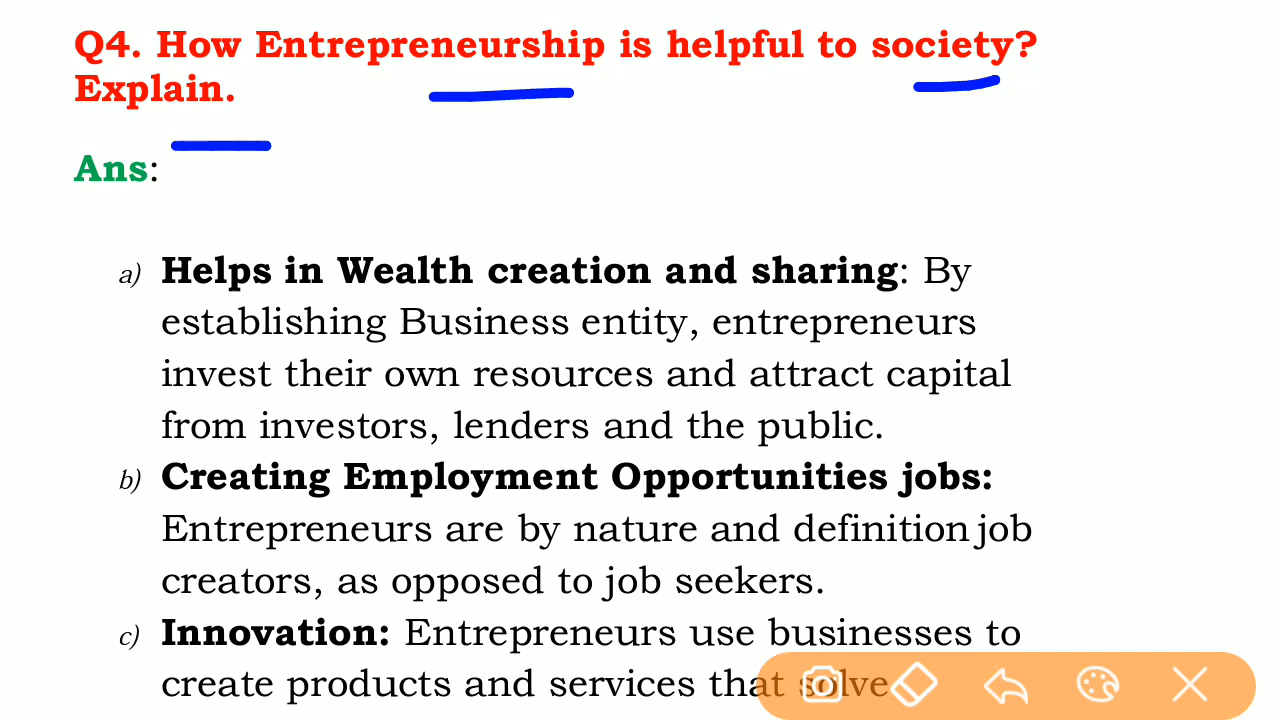 Q4. How Entrepreneurship is helpful to society?
Explain.
Ans:
a) Helps in Wealth creation and sharing: By
establishing Business entity, entrepreneurs
invest their own resources and attract capital
from investors, lenders and the public.
b) Creating Employment Opportunities jobs:
Entrepreneurs are by nature and definition job
creators, as opposed to job seekers.
c) Innovation: Entrepreneurs use businesses to
create products and services that solve